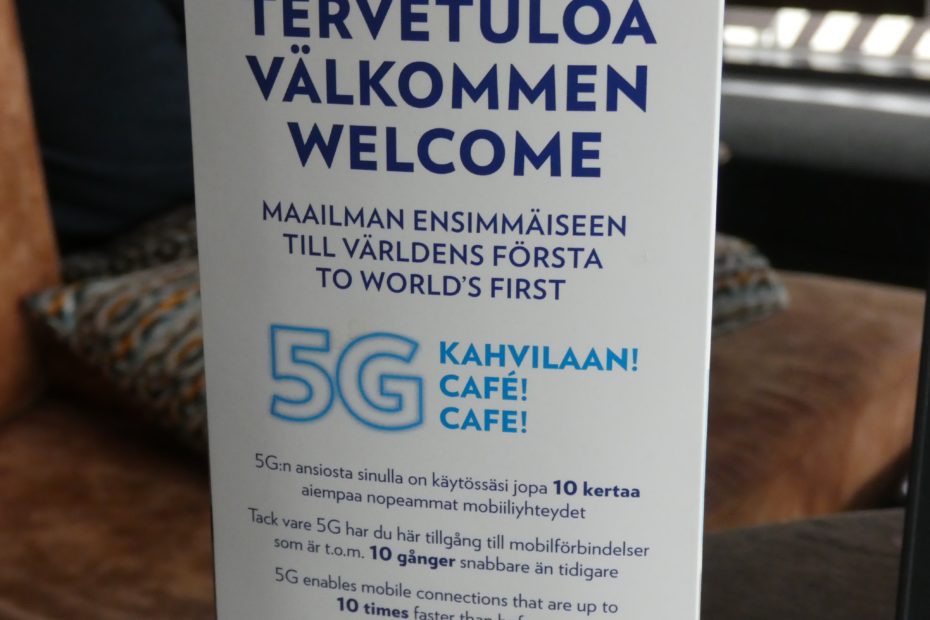 TERVETULOA
VÄLKOMMEN
WELCOME
MAAILMAN ENSIMMÄISEEN
TILL VÄRLDENS FÖRSTA
TO WORLD'S FIRST
5G KAHVILAAN!
CAFÉ!
CAFE!
5G:n ansiosta sinulla on käytössäsi jopa 10 kertaa
aiempaa nopeammat mobiiliyhteydet
Tack vare 5G har du här tillgång till mobilförbindelser
som är t.o.m. 10 gånger snabbare än tidigare
5G enables mobile connections that are up to
10 times faster than